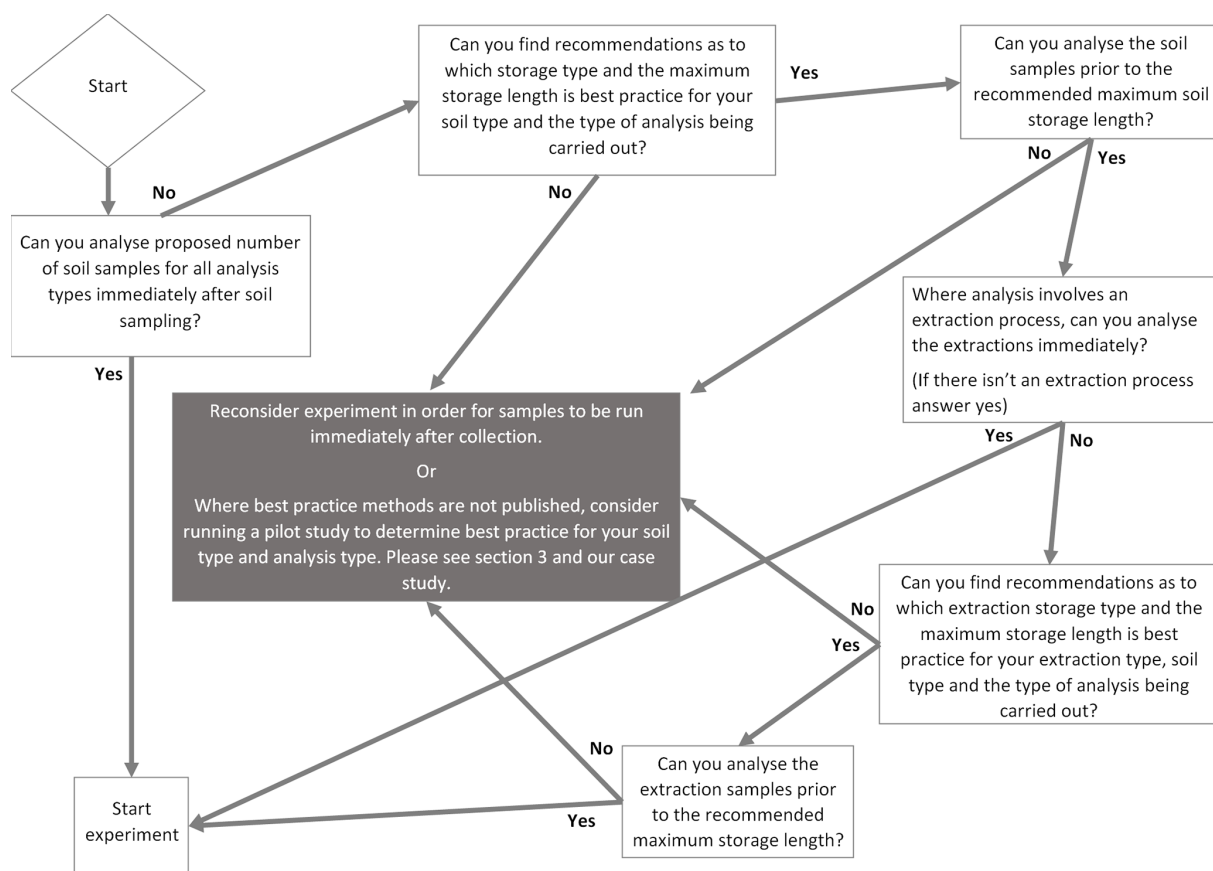 Start
Can you find recommendations as to
which storage type and the maximum
storage length is best practice for your
soil type and the type of analysis being
carried out?
Yes
Can you analyse the soil
samples prior to the
recommended maximum soil
storage length?
No
No
No
Yes
Can you analyse proposed number
of soil samples for all analysis
types immediately after soil
sampling?
Yes
Where analysis involves an
extraction process, can you analyse
the extractions immediately?
(If there isn’t an extraction process
answer yes)
Yes
No
Reconsider experiment in order for samples to be run
immediately after collection.
Or
Where best practice methods are not published, consider
running a pilot study to determine best practice for your soil
type and analysis type. Please see section 3 and our case
study.
Can you find recommendations as to
which extraction storage type and the
maximum storage length is best
practice for your extraction type, soil
type and the type of analysis being
carried out?
No
Yes
Can you analyse the
extraction samples prior
to the recommended
maximum storage length?
No
Yes
Start
experiment